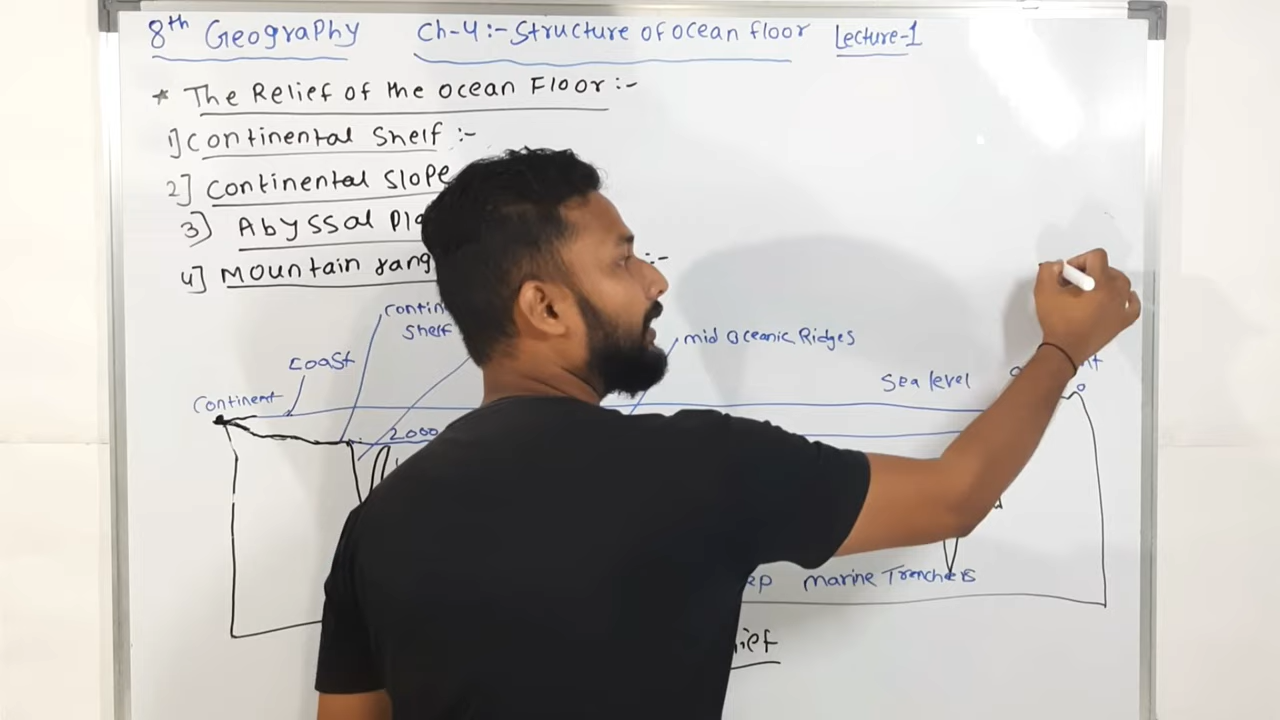 8th Geography Ch-4:- Structure of ocean floor Lecture-1
* The Relief of the ocean Floor:-
1] Continental Shelf :-
2] Continental Slope
3] Abyssal
4] Mountain :-
Shelf
mid Oceanic Ridges
Coast
Sea level
Continent
2000
marine Trenches